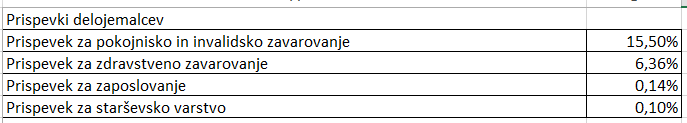 Prispevki delojemalcev
Prispevek za pokojnisko in invalidsko zavarovanje 15,50%
Prispevek za zdravstveno zavarovanje 6,36%
Prispevek za zaposlovanje 0,14%
Prispevek za starševsko varstvo 0,10%